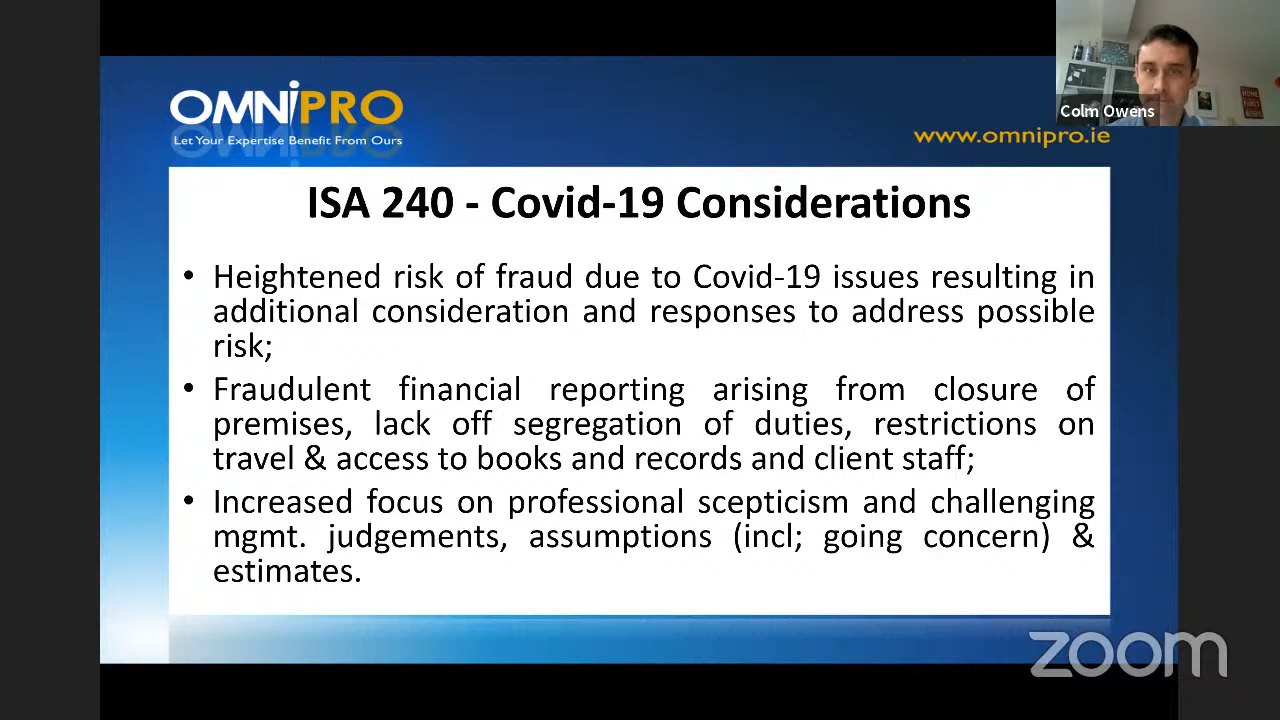 OMNiPRO
Let Your Expertise Benefit From Ours
Colm Owens
www.omnipro.ie
ISA 240 - Covid-19 Considerations
• Heightened risk of fraud due to Covid-19 issues resulting in
additional consideration and responses to address possible
risk;
• Fraudulent financial reporting arising from closure of
premises, lack off segregation of duties, restrictions on
travel & access to books and records and client staff;
• Increased focus on professional scepticism and challenging
mgmt. judgements, assumptions (incl; going concern) &
estimates.
zoom